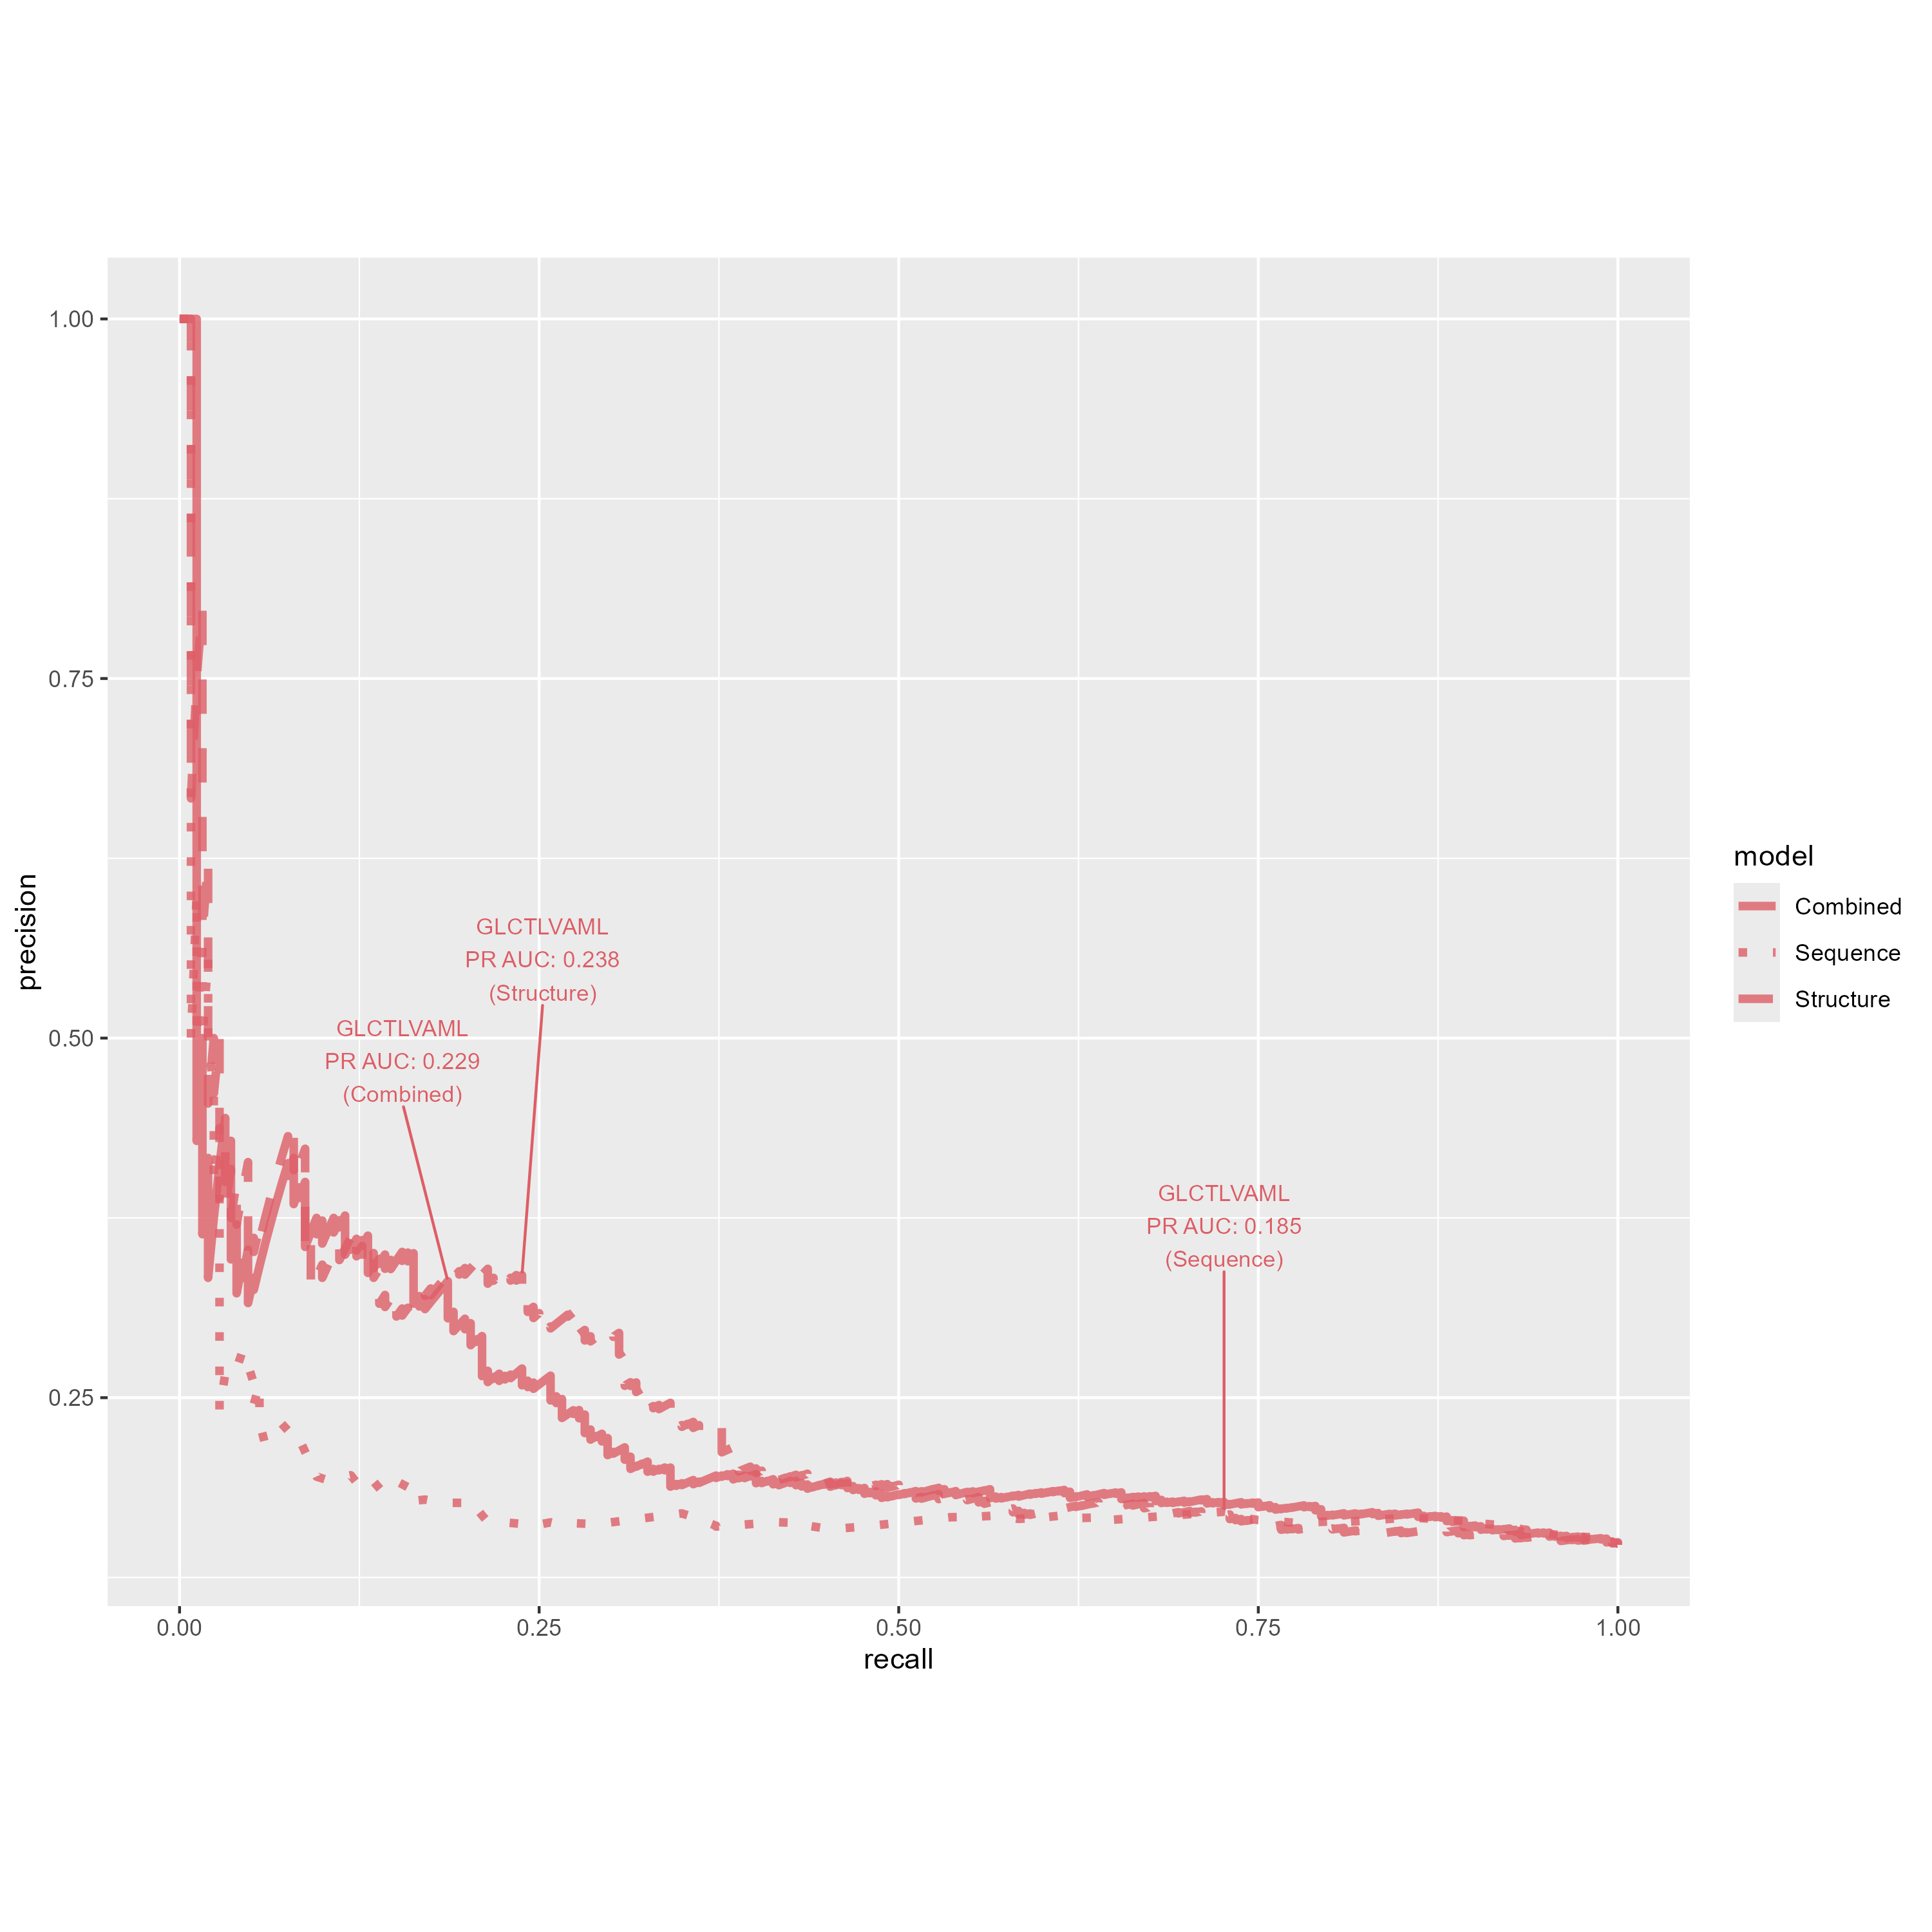 1.00
0.75
0.50
0.25
precision
GLCTLVAML
PR AUC: 0.238
(Structure)
GLCTLVAML
PR AUC: 0.229
(Combined)
GLCTLVAML
PR AUC: 0.185
(Sequence)
0.00
0.25
0.50
0.75
1.00
recall
model
Combined
Sequence
Structure